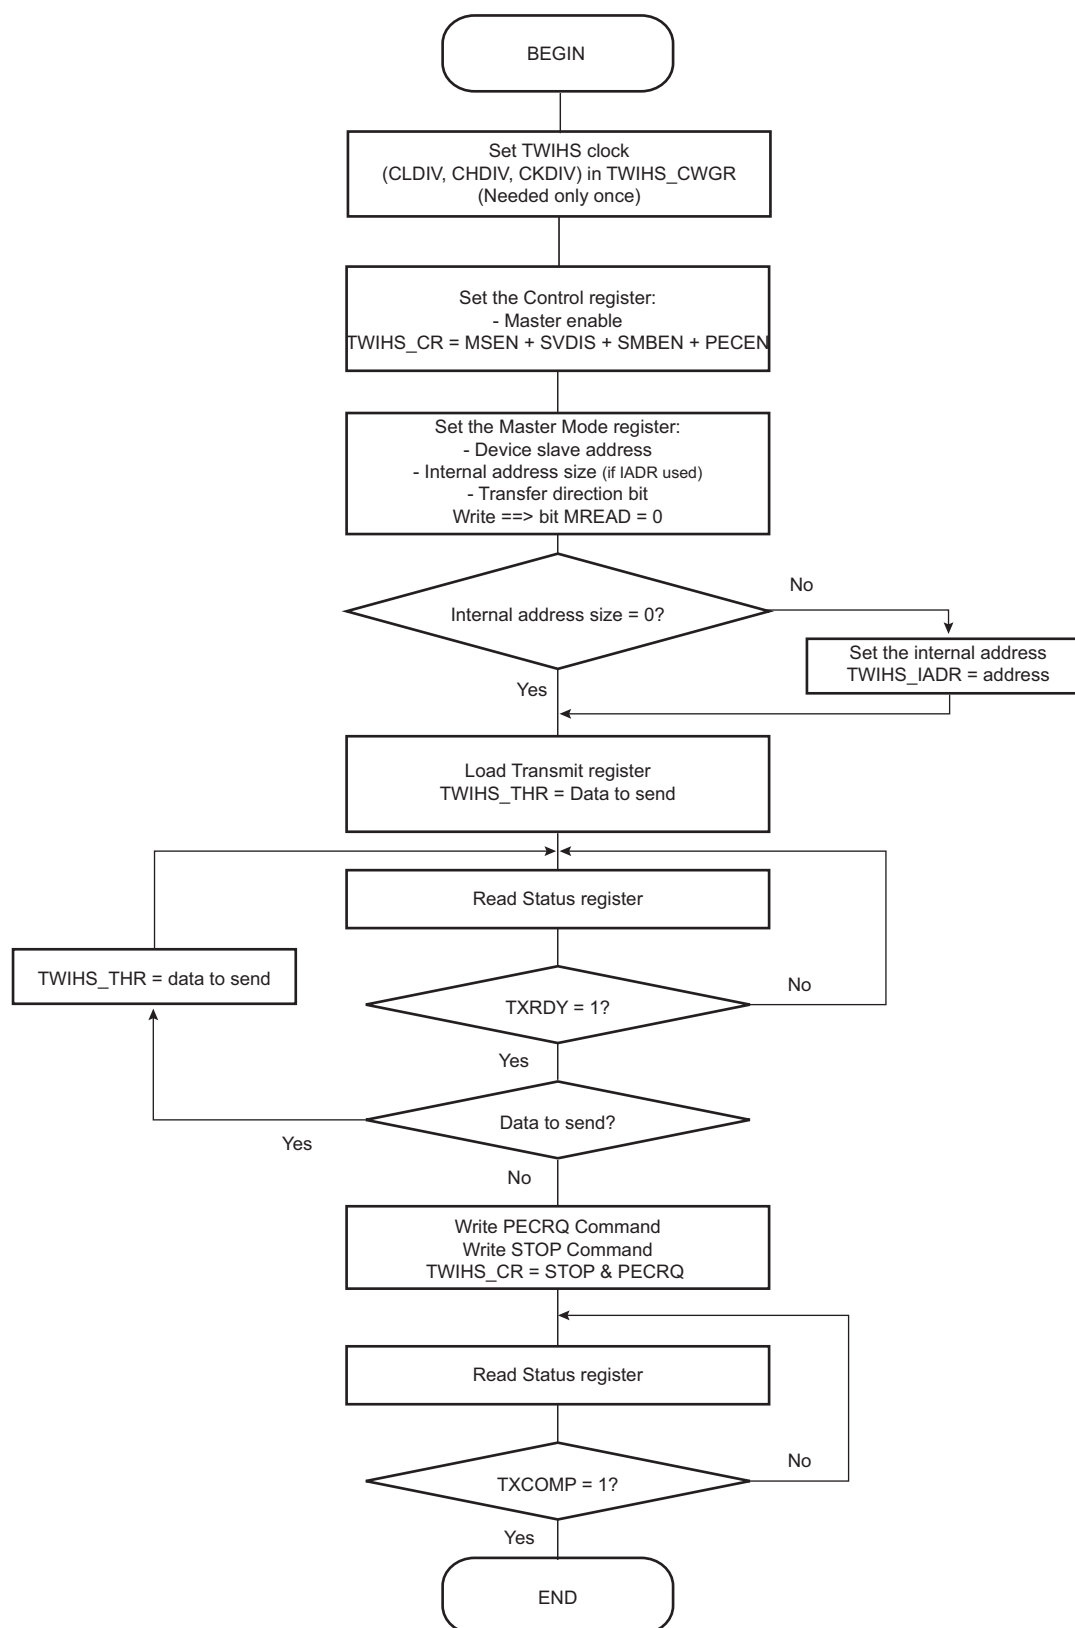 BEGIN
Set TWIHS clock
(CLDIV, CHDIV, CKDIV) in TWIHS_CWGR
(Needed only once)
Set the Control register:
- Master enable
TWIHS_CR = MSEN + SVDIS + SMBEN + PECEN
Set the Master Mode register:
- Device slave address
- Internal address size (if IADR used)
- Transfer direction bit
Write ==> bit MREAD = 0
No
Internal address size = 0?
Set the internal address
TWIHS_IADR = address
Yes
Load Transmit register
TWIHS_THR = Data to send
Read Status register
TWIHS_THR = data to send
No
TXRDY = 1?
Yes
Data to send?
Yes
No
Write PECRQ Command
Write STOP Command
TWIHS_CR = STOP & PECRQ
Read Status register
No
TXCOMP = 1?
Yes
END